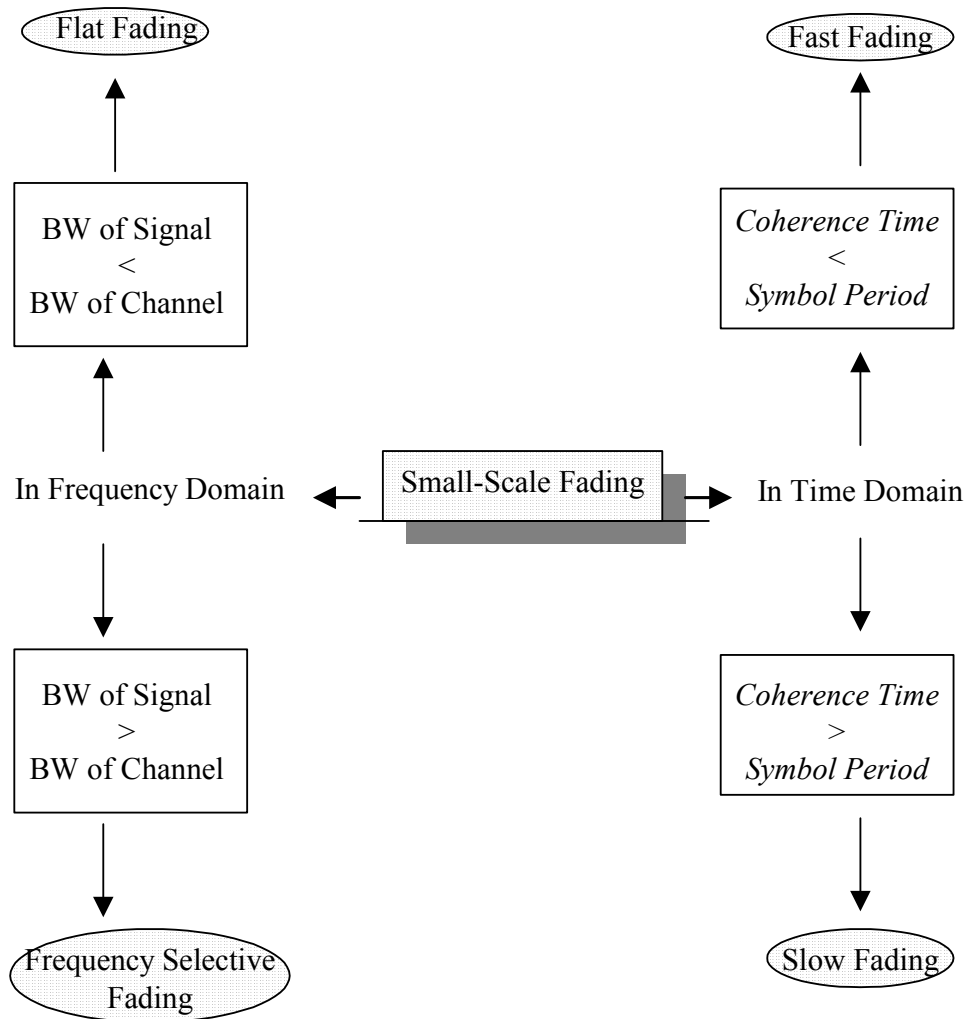 Flat Fading
Fast Fading
BW of Signal
<
BW of Channel
Coherence Time
<
Symbol Period
In Frequency Domain
Small-Scale Fading
In Time Domain
BW of Signal
>
BW of Channel
Coherence Time
>
Symbol Period
Frequency Selective
Fading
Slow Fading